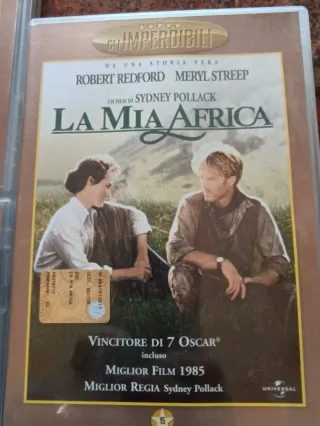 GLI IMPERDIBILI
DA UNA STORIA VERA
ROBERT REDFORD MERYL STREEP
UN FILM DI SYDNEY POLLACK
LA MIA AFRICA
VINCITORE DI 7 OSCAR®
incluso
MIGLIOR FILM 1985
MIGLIOR REGIA Sydney Pollack
UNIVERSAL
5